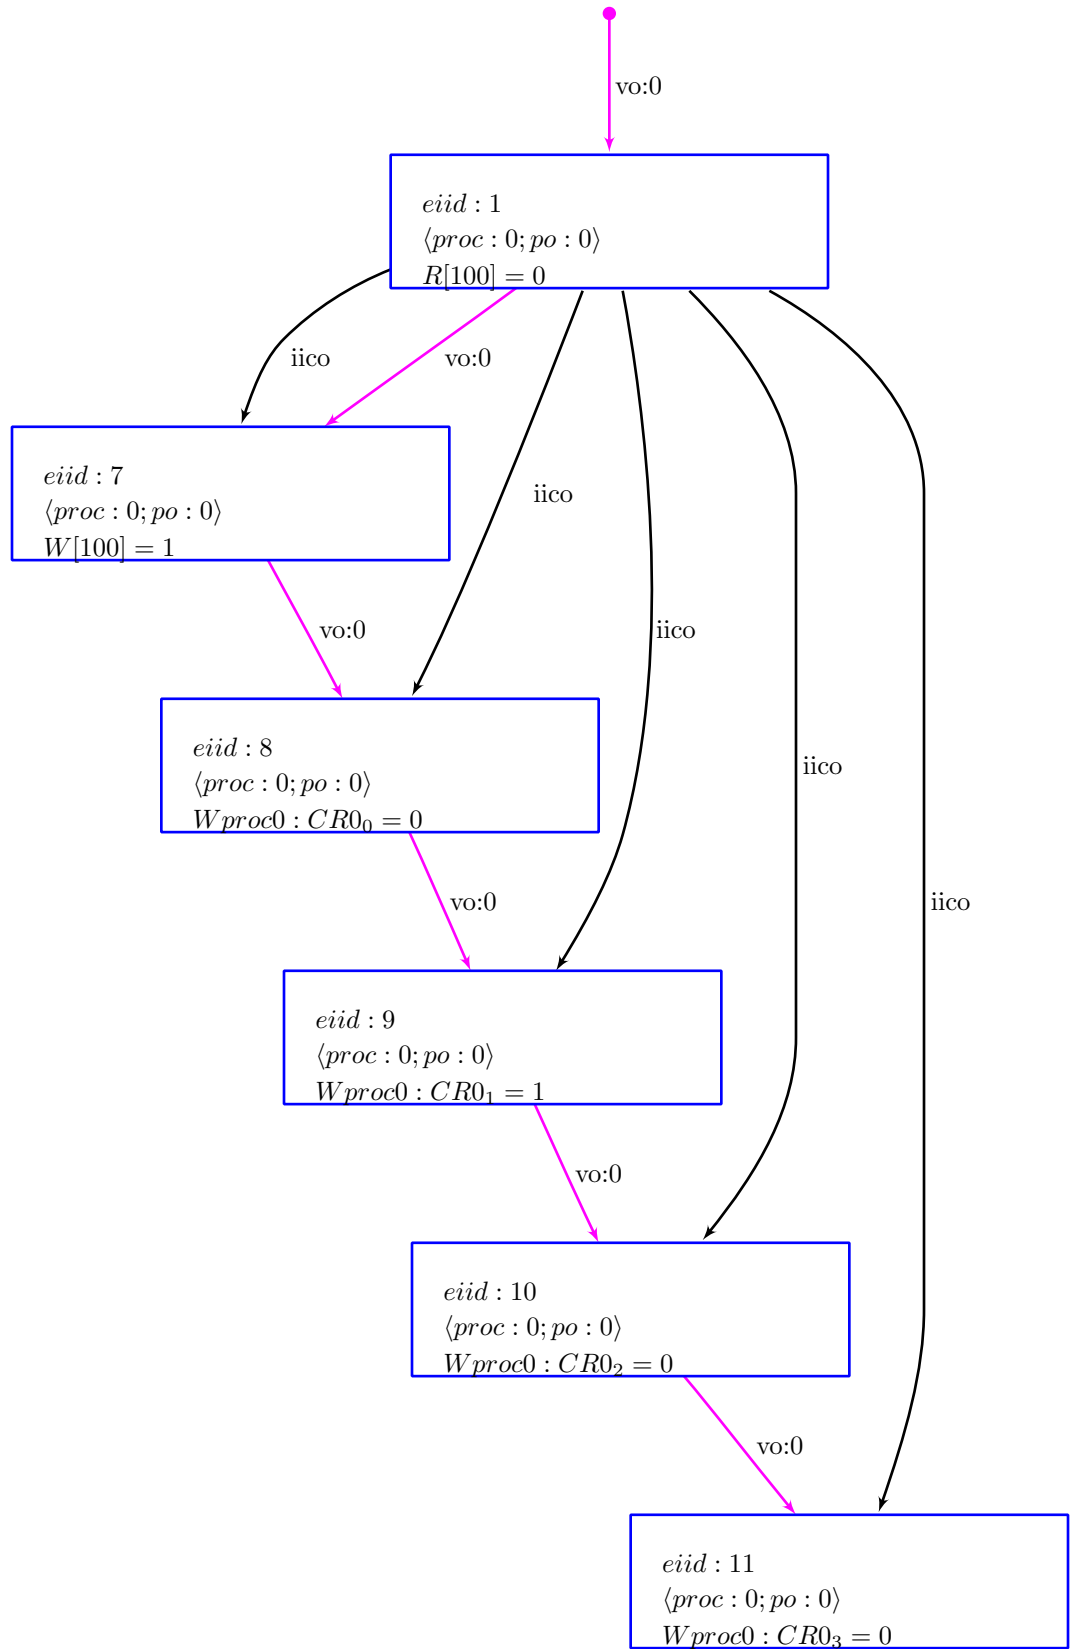 vo:0
eiid : 1
⟨proc : 0; po : 0⟩
R[100] = 0
iico
vo:0
eiid : 7
⟨proc : 0; po : 0⟩
W[100] = 1
iico
vo:0
iico
eiid : 8
⟨proc : 0; po : 0⟩
Wproc0 : CR0₀ = 0
iico
vo:0
iico
eiid : 9
⟨proc : 0; po : 0⟩
Wproc0 : CR0₁ = 1
vo:0
eiid : 10
⟨proc : 0; po : 0⟩
Wproc0 : CR0₂ = 0
vo:0
eiid : 11
⟨proc : 0; po : 0⟩
Wproc0 : CR0₃ = 0